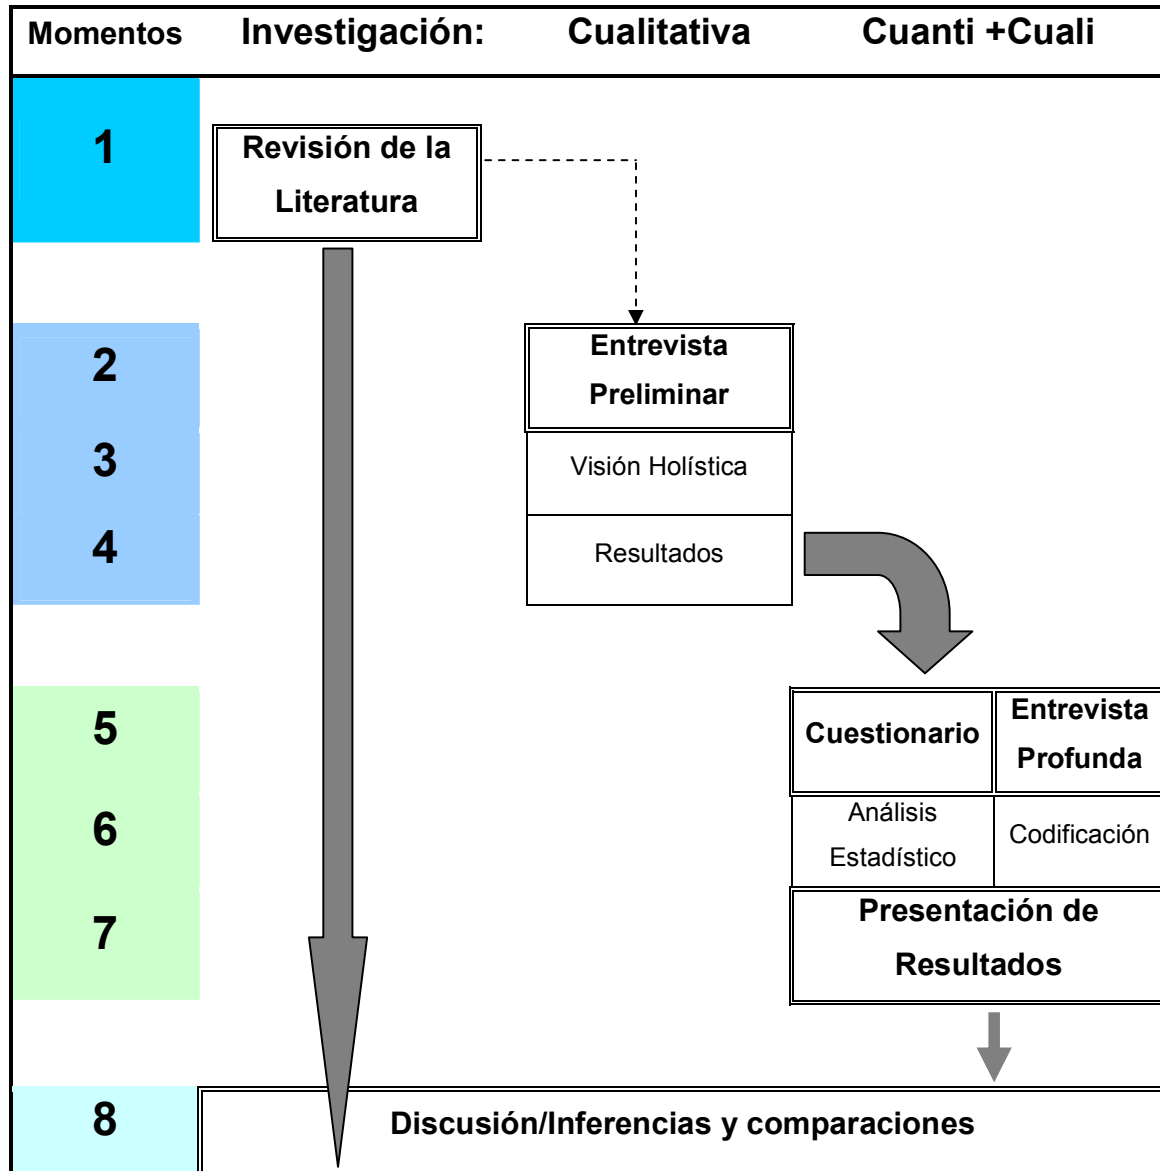 Momentos Investigación: Cualitativa Cuanti +Cuali
1
Revisión de la
Literatura
2
Entrevista
Preliminar
3
Visión Holística
4
Resultados
5
Cuestionario
Entrevista
Profunda
6
Análisis
Estadístico
Codificación
7
Presentación de
Resultados
8
Discusión/Inferencias y comparaciones